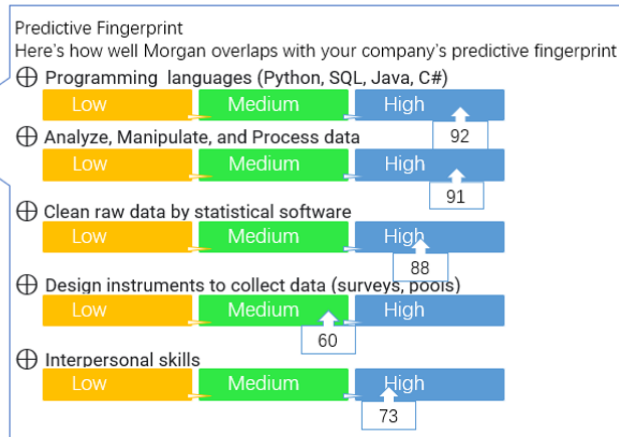 Predictive Fingerprint
Here's how well Morgan overlaps with your company's predictive fingerprint
Programming languages (Python, SQL, Java, C#)
Low Medium High
92
Analyze, Manipulate, and Process data
Low Medium High
91
Clean raw data by statistical software
Low Medium High
88
Design instruments to collect data (surveys, pools)
Low Medium High
60
Interpersonal skills
Low Medium High
73